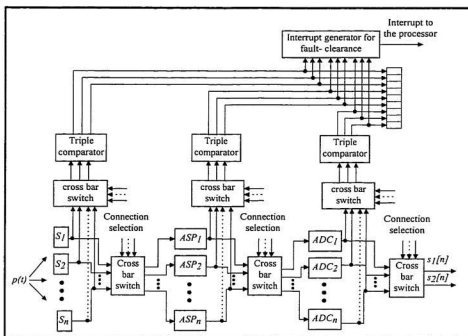 Interrupt generator for
fault- clearance
Interrupt to
the processor
Triple
comparator
Triple
comparator
Triple
comparator
cross bar
switch
cross bar
switch
cross bar
switch
Connection
selection
Connection
selection
Connection
selection
p(t)
S1
S2
Sn
Cross
bar
switch
ASP1
ASP2
ASPn
Cross
bar
switch
ADC1
ADC2
ADCn
Cross
bar
switch
s1[n]
s2[n]